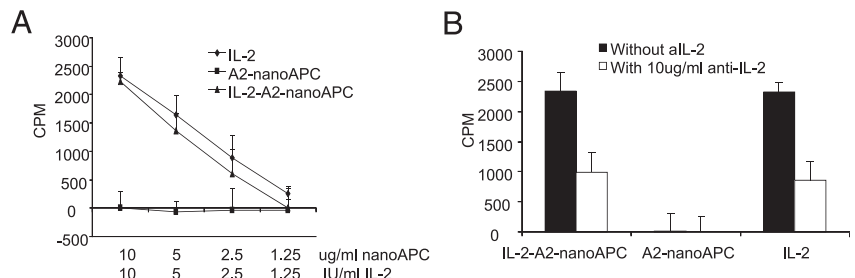 A
3000
2500
2000
1500
1000
500
0
-500
CPM
IL-2
A2-nanoAPC
IL-2-A2-nanoAPC
10 5 2.5 1.25 ug/ml nanoAPC
10 5 2.5 1.25 IU/ml IL-2
B
Without aIL-2
With 10ug/ml anti-IL-2
3000
2500
2000
1500
1000
500
0
CPM
IL-2-A2-nanoAPC A2-nanoAPC IL-2